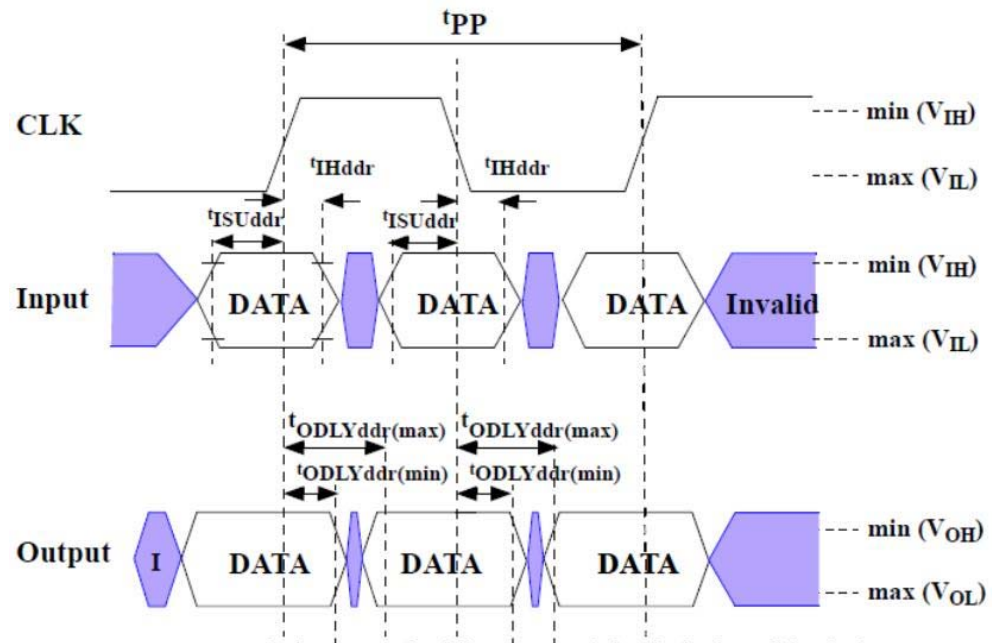 tPP
CLK
min (VIH)
max (VIL)
tIHddr
tIHddr
tISUddr
tISUddr
Input
DATA
DATA
DATA
Invalid
min (VIH)
max (VIL)
tODLYddr(max)
tODLYddr(max)
tODLYddr(min)
tODLYddr(min)
Output
I
DATA
DATA
DATA
min (VOH)
max (VOL)